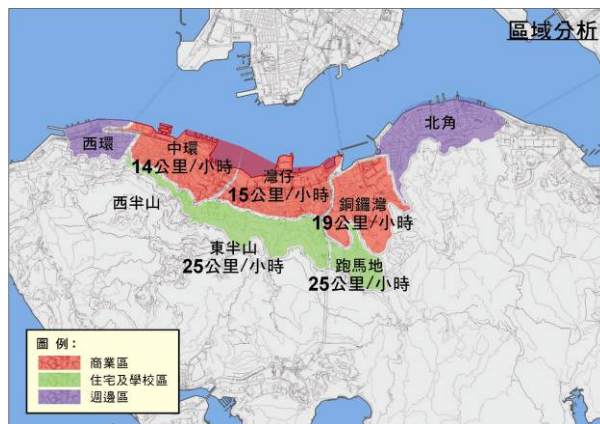 區域分析
北角
西環
中環
14公里/小時
灣仔
15公里/小時
銅鑼灣
19公里/小時
西半山
東半山
25公里/小時
跑馬地
25公里/小時
圖 例：
商業區
住宅及學校區
週邊區